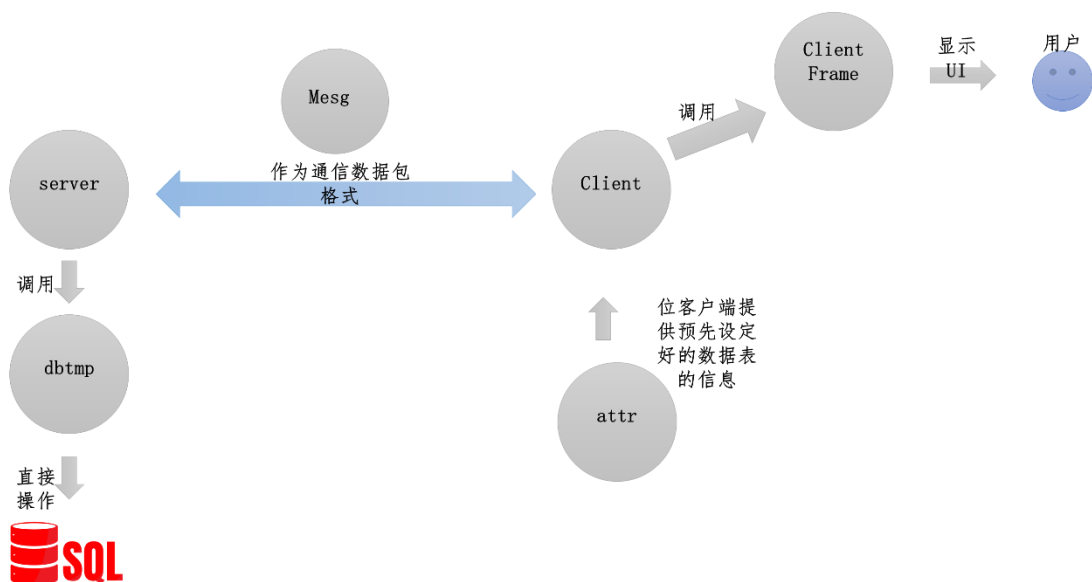 Client
Frame
显示
UI
用户
Mesg
调用
作为通信数据包
格式
server
Client
调用
位客户端提
供预先设定
好的数据表
的信息
dbtmp
attr
直接
操作
SQL